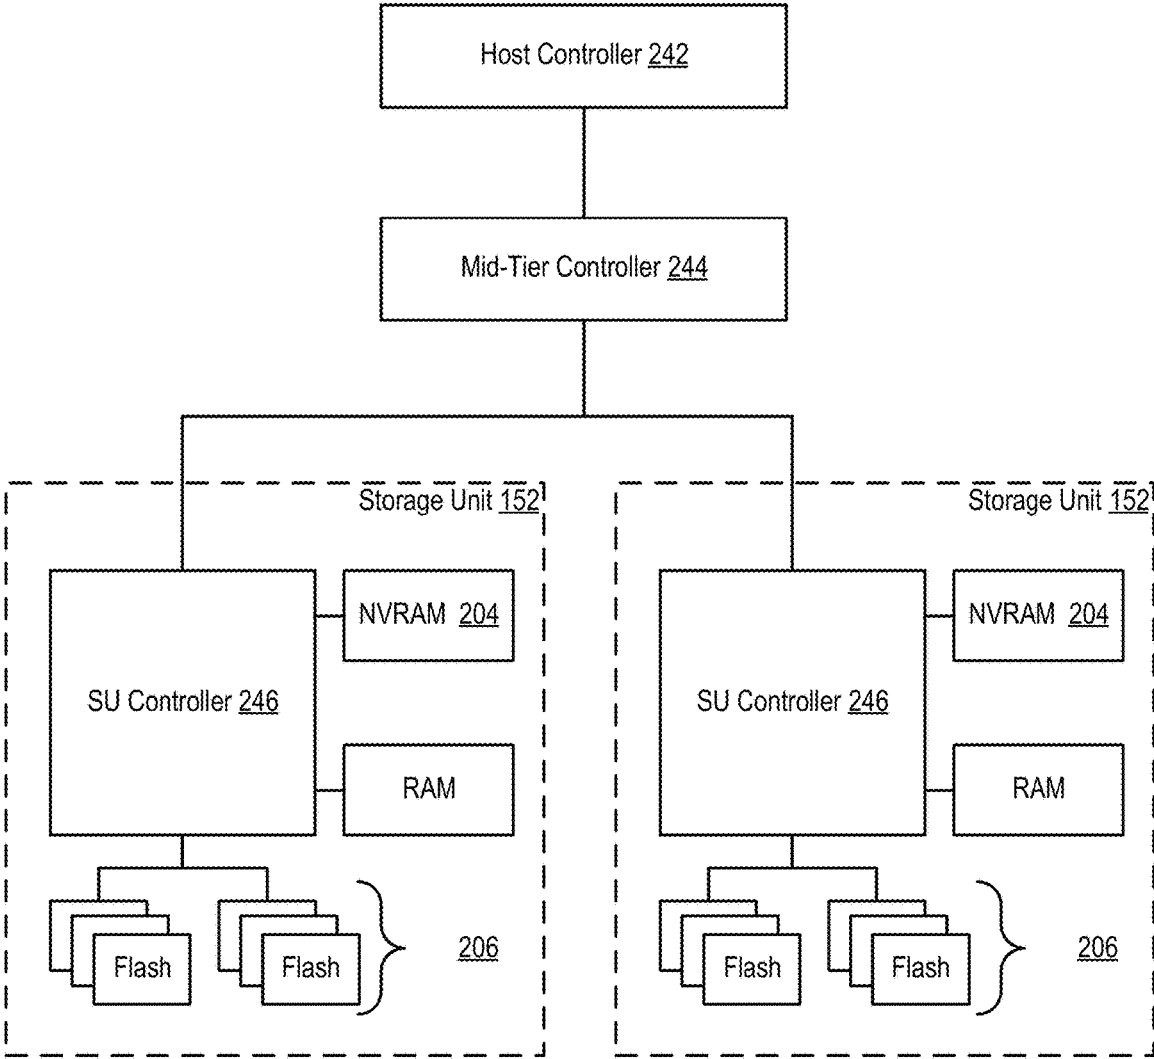 Host Controller 242
Mid-Tier Controller 244
Storage Unit 152
NVRAM 204
SU Controller 246
RAM
Flash
Flash
206
Storage Unit 152
NVRAM 204
SU Controller 246
RAM
Flash
Flash
206